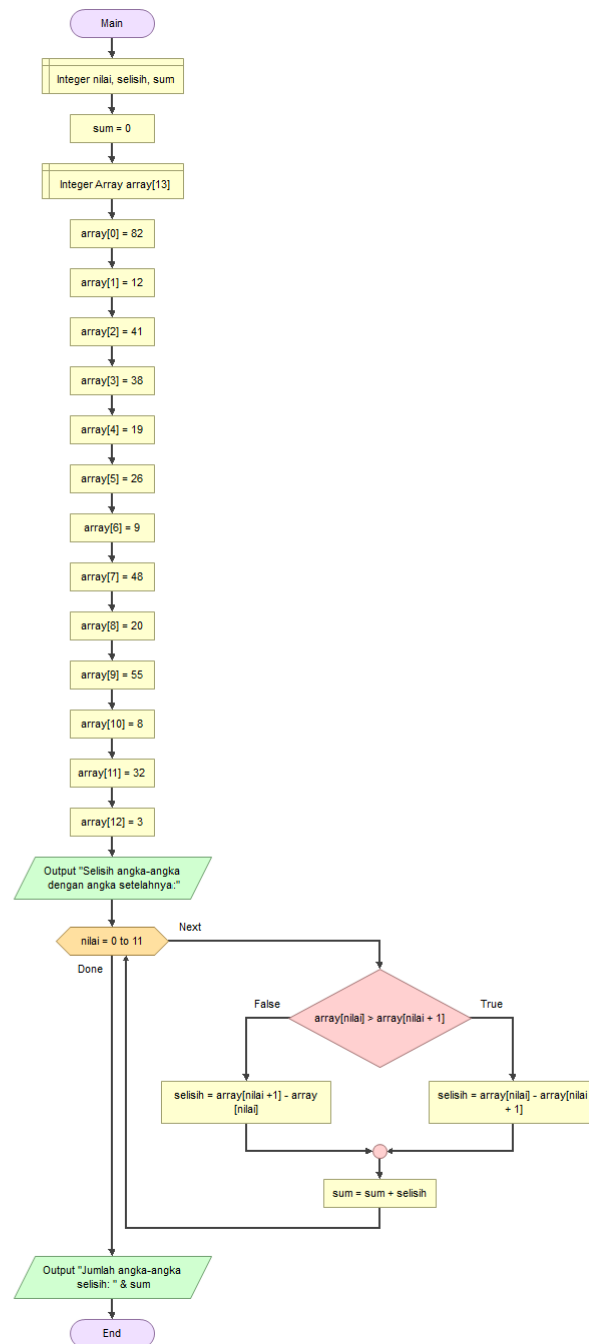 Main
Integer nilai, selisih, sum
sum = 0
Integer Array array[13]
array[0] = 82
array[1] = 12
array[2] = 41
array[3] = 38
array[4] = 19
array[5] = 26
array[6] = 9
array[7] = 48
array[8] = 20
array[9] = 55
array[10] = 8
array[11] = 32
array[12] = 3
Output "Selisih angka-angka
dengan angka setelahnya:"
nilai = 0 to 11
Next
Done
array[nilai] > array[nilai + 1]
False
True
selisih = array[nilai +1] - array
[nilai]
selisih = array[nilai] - array[nilai
+ 1]
sum = sum + selisih
Output "Jumlah angka-angka
selisih: " & sum
End